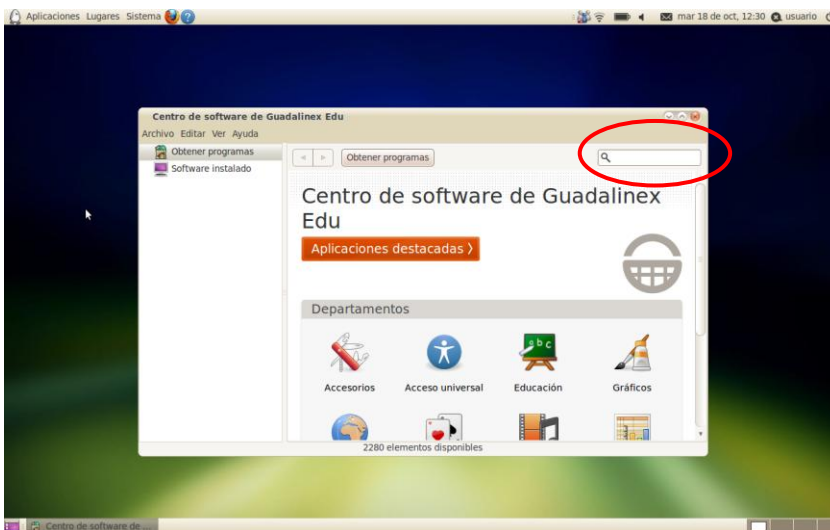 Aplicaciones Lugares Sistema
mar 18 de oct, 12:30 usuario
Centro de software de Guadalinex Edu
Archivo Editar Ver Ayuda
Obtener programas
Software instalado
Obtener programas
Centro de software de Guadalinex
Edu
Aplicaciones destacadas
Departamentos
Accesorios Acceso universal Educación Gráficos
2280 elementos disponibles
Centro de software de ...